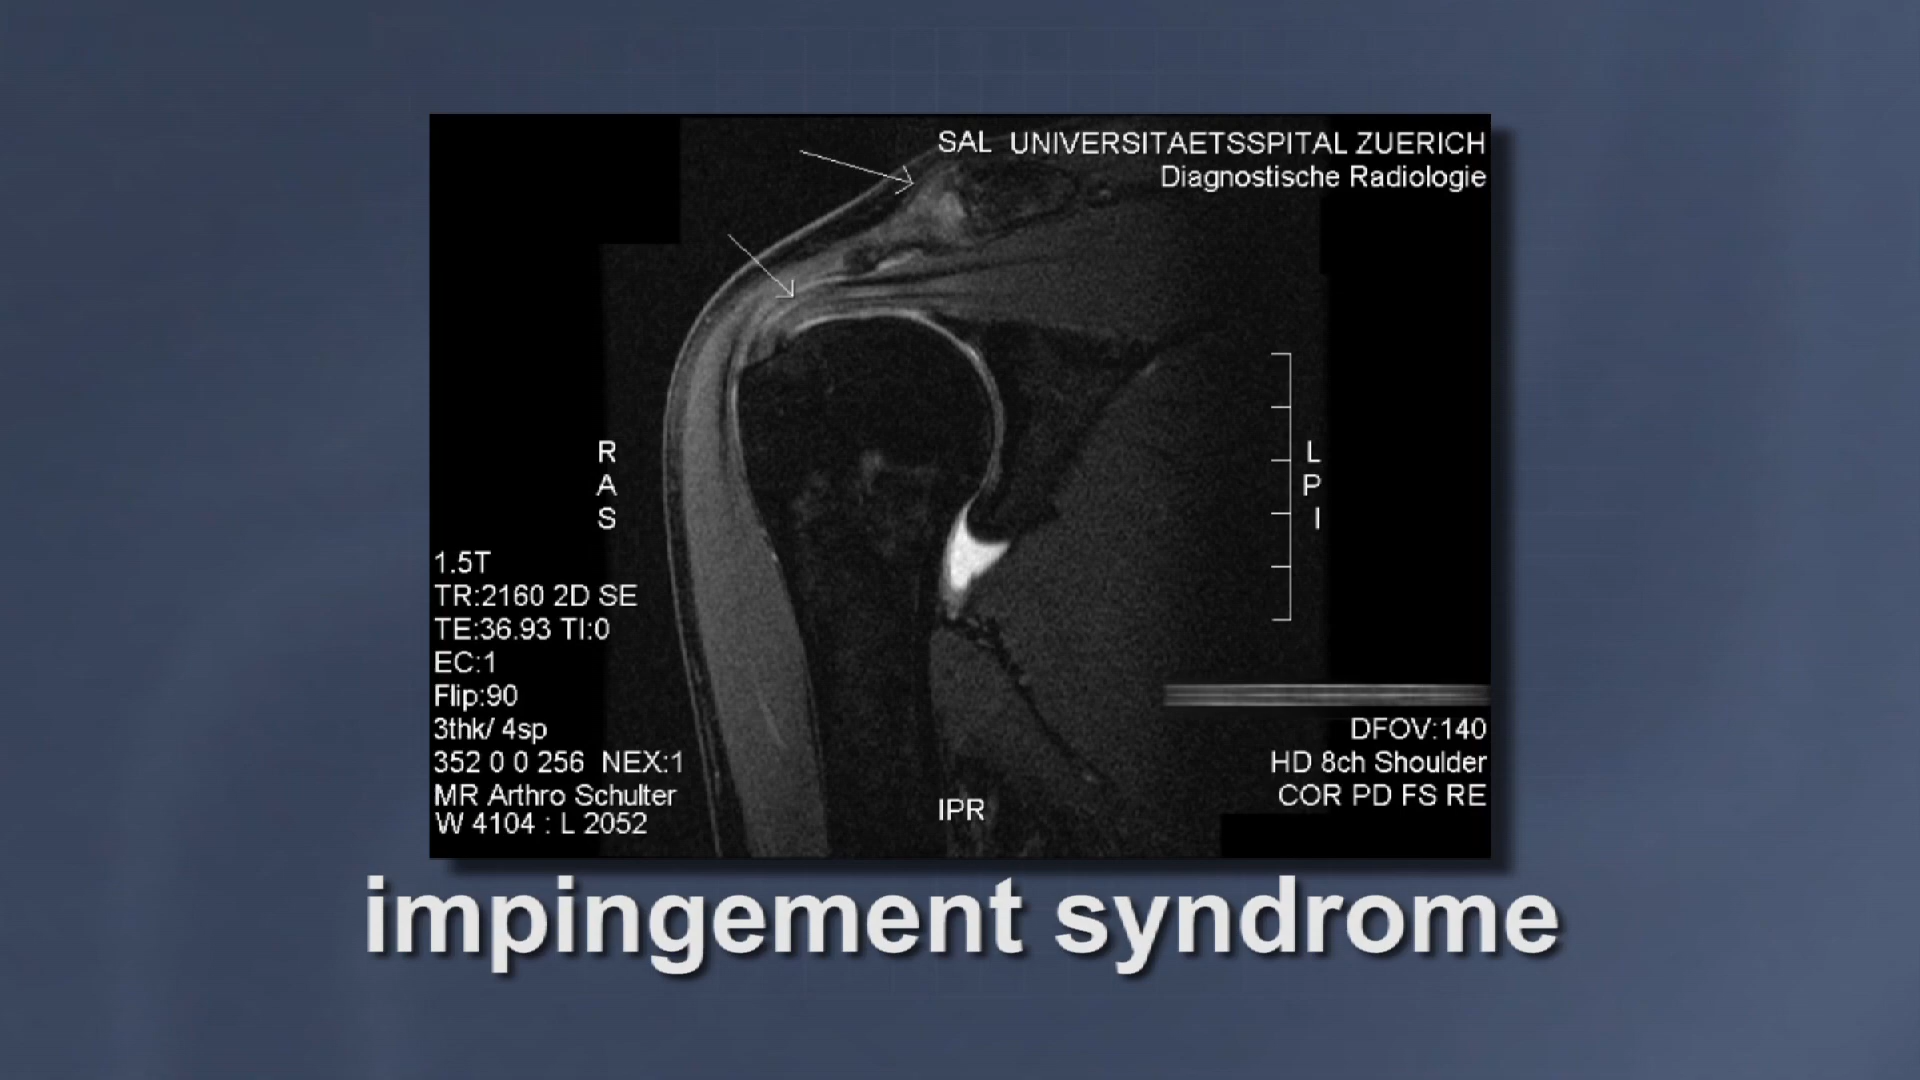 SAL UNIVERSITAETSSPITAL ZUERICH
Diagnostische Radiologie
R
A
S
L
P
I
1.5T
TR:2160 2D SE
TE:36.93 TI:0
EC:1
Flip:90
3thk/ 4sp
352 0 0 256 NEX:1
MR Arthro Schulter
W 4104 : L 2052
IPR
DFOV:140
HD 8ch Shoulder
COR PD FS RE
impingement syndrome